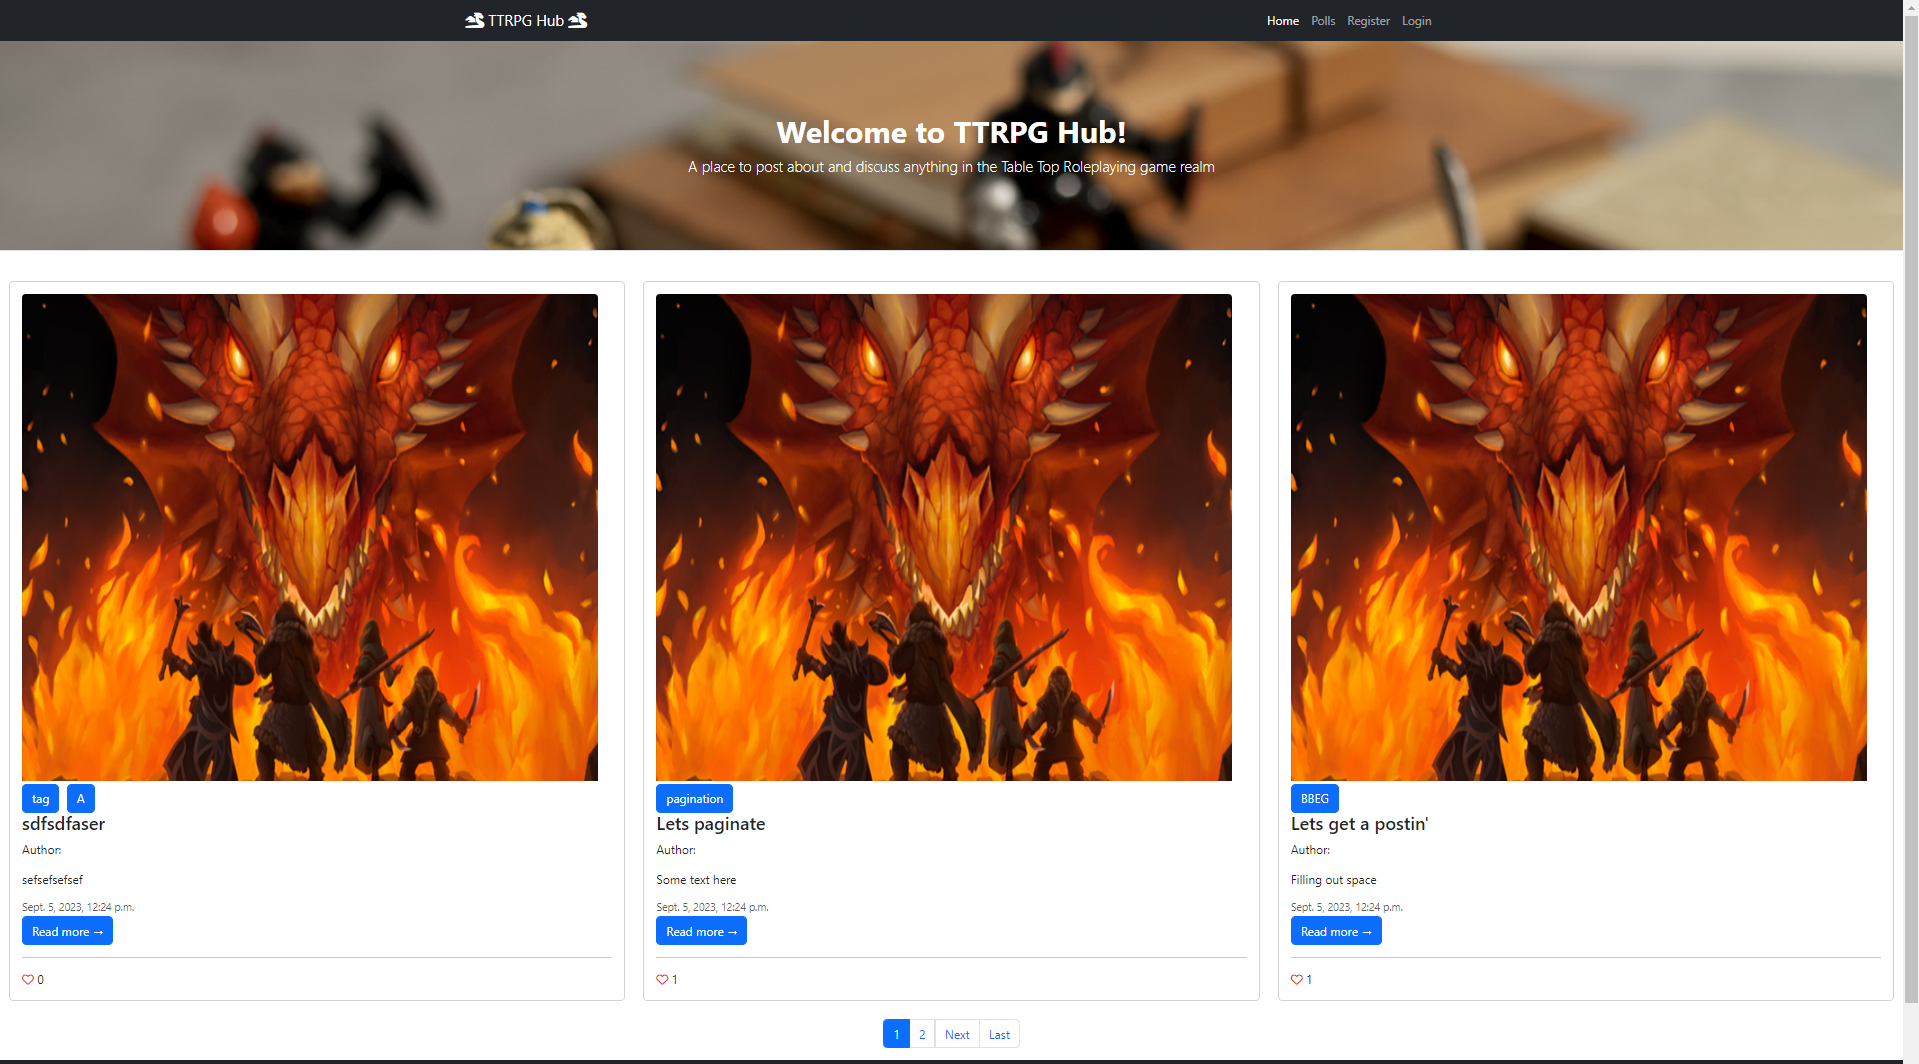 TTRPG Hub
Home Polls Register Login
Welcome to TTRPG Hub!
A place to post about and discuss anything in the Table Top Roleplaying game realm
tag A
sdfsdfaser
Author:
sefsefsefsef
Sept. 5, 2023, 12:24 p.m.
Read more →
0
pagination
Lets paginate
Author:
Some text here
Sept. 5, 2023, 12:24 p.m.
Read more →
1
BBEG
Lets get a postin'
Author:
Filling out space
Sept. 5, 2023, 12:24 p.m.
Read more →
1
1 2 Next Last